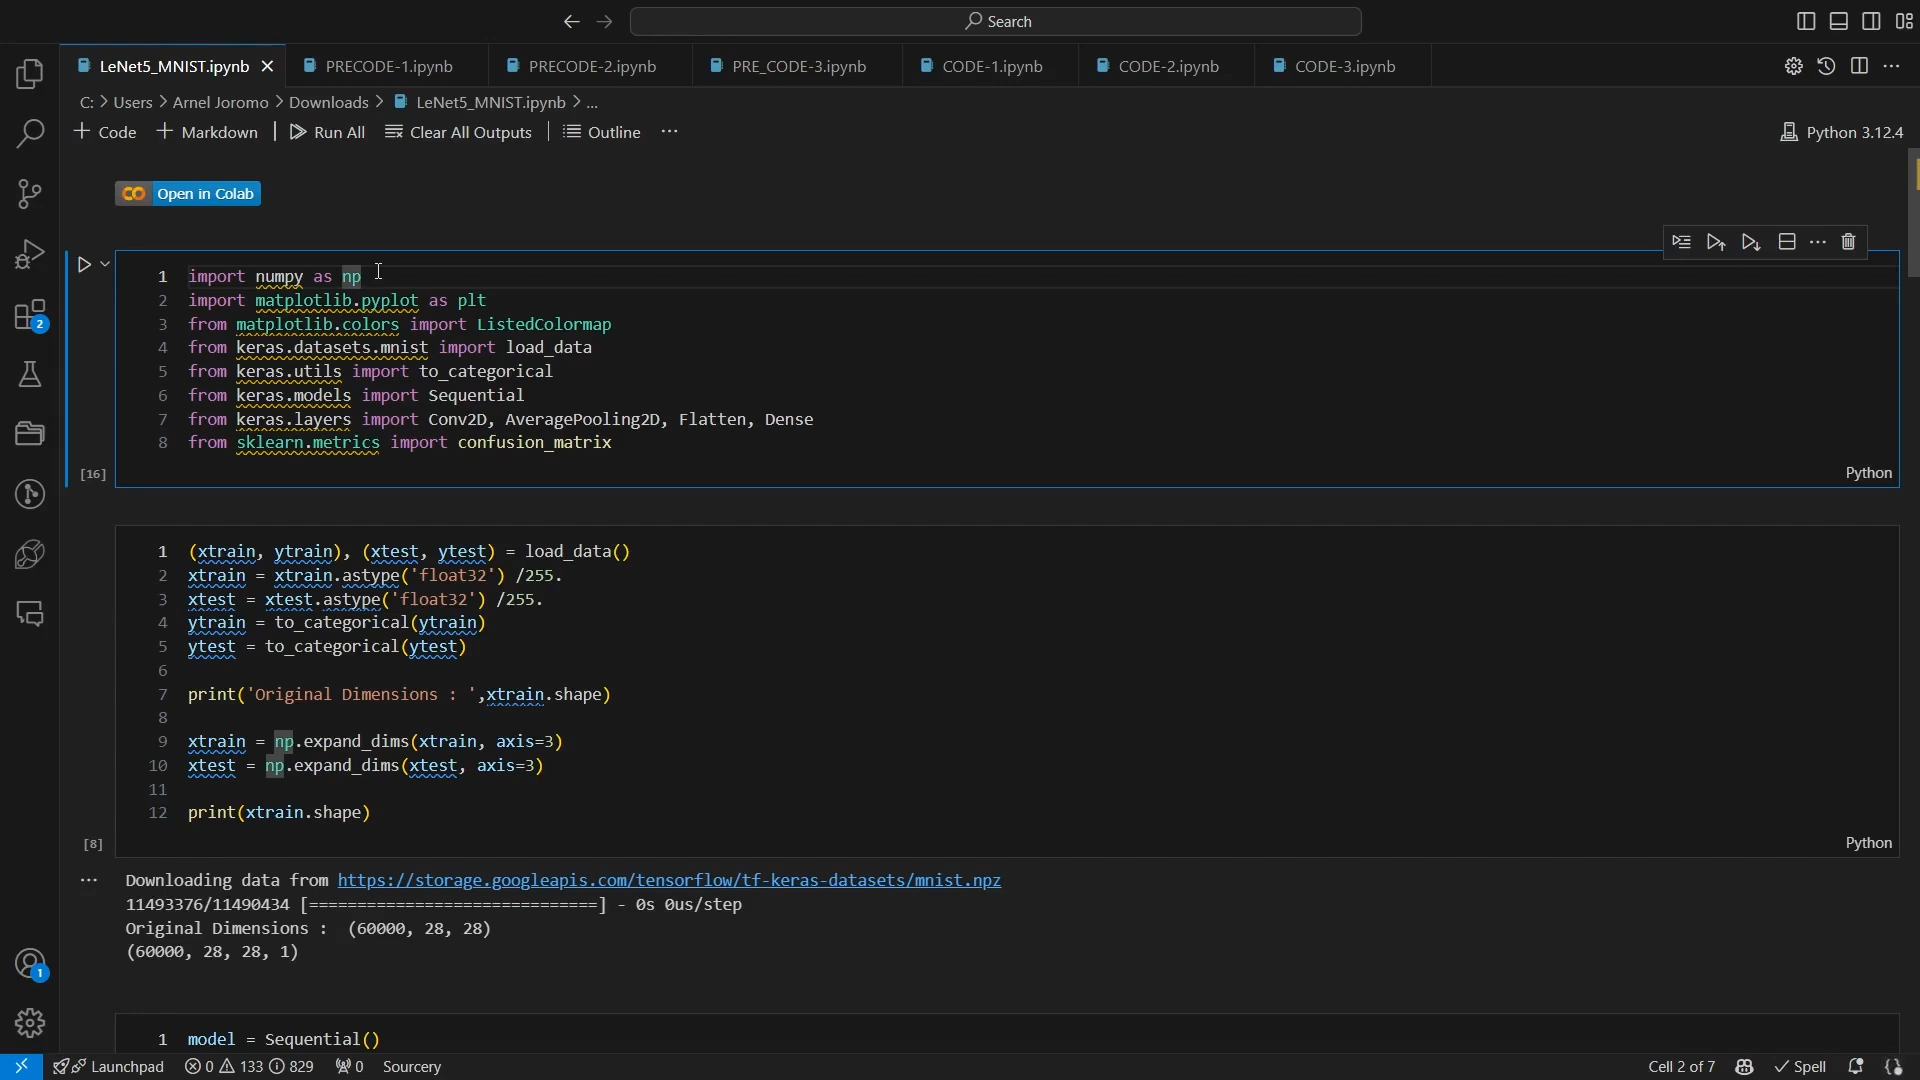 Search
LeNet5_MNIST.ipynb
PRECODE-1.ipynb
PRECODE-2.ipynb
PRE_CODE-3.ipynb
CODE-1.ipynb
CODE-2.ipynb
CODE-3.ipynb
C: > Users > Arnel Joromo > Downloads > LeNet5_MNIST.ipynb > ...
+ Code + Markdown | Run All Clear All Outputs | Outline ...
Python 3.12.4
CO Open in Colab
1 import numpy as np
2 import matplotlib.pyplot as plt
3 from matplotlib.colors import ListedColormap
4 from keras.datasets.mnist import load_data
5 from keras.utils import to_categorical
6 from keras.models import Sequential
7 from keras.layers import Conv2D, AveragePooling2D, Flatten, Dense
8 from sklearn.metrics import confusion_matrix
[16]
Python
1 (xtrain, ytrain), (xtest, ytest) = load_data()
2 xtrain = xtrain.astype('float32') /255.
3 xtest = xtest.astype('float32') /255.
4 ytrain = to_categorical(ytrain)
5 ytest = to_categorical(ytest)
6
7 print('Original Dimensions : ',xtrain.shape)
8
9 xtrain = np.expand_dims(xtrain, axis=3)
10 xtest = np.expand_dims(xtest, axis=3)
11
12 print(xtrain.shape)
[8]
Python
... Downloading data from https://storage.googleapis.com/tensorflow/tf-keras-datasets/mnist.npz
11493376/11490434 [==============================] - 0s 0us/step
Original Dimensions :  (60000, 28, 28)
(60000, 28, 28, 1)
1 model = Sequential()
2
1
Launchpad 0 133 829 0 Sourcery
Cell 2 of 7 Spell